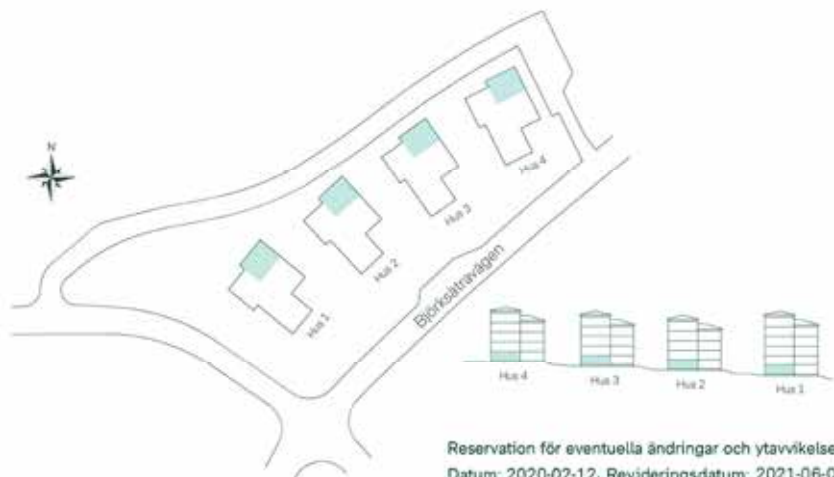 N
Hus 4
Hus 3
Hus 2
Hus 1
Björksätravägen
Hus 4
Hus 3
Hus 2
Hus 1
Reservation för eventuella ändringar och ytavvikelse
Datum: 2020-02-12. Revideringsdatum: 2021-06-0